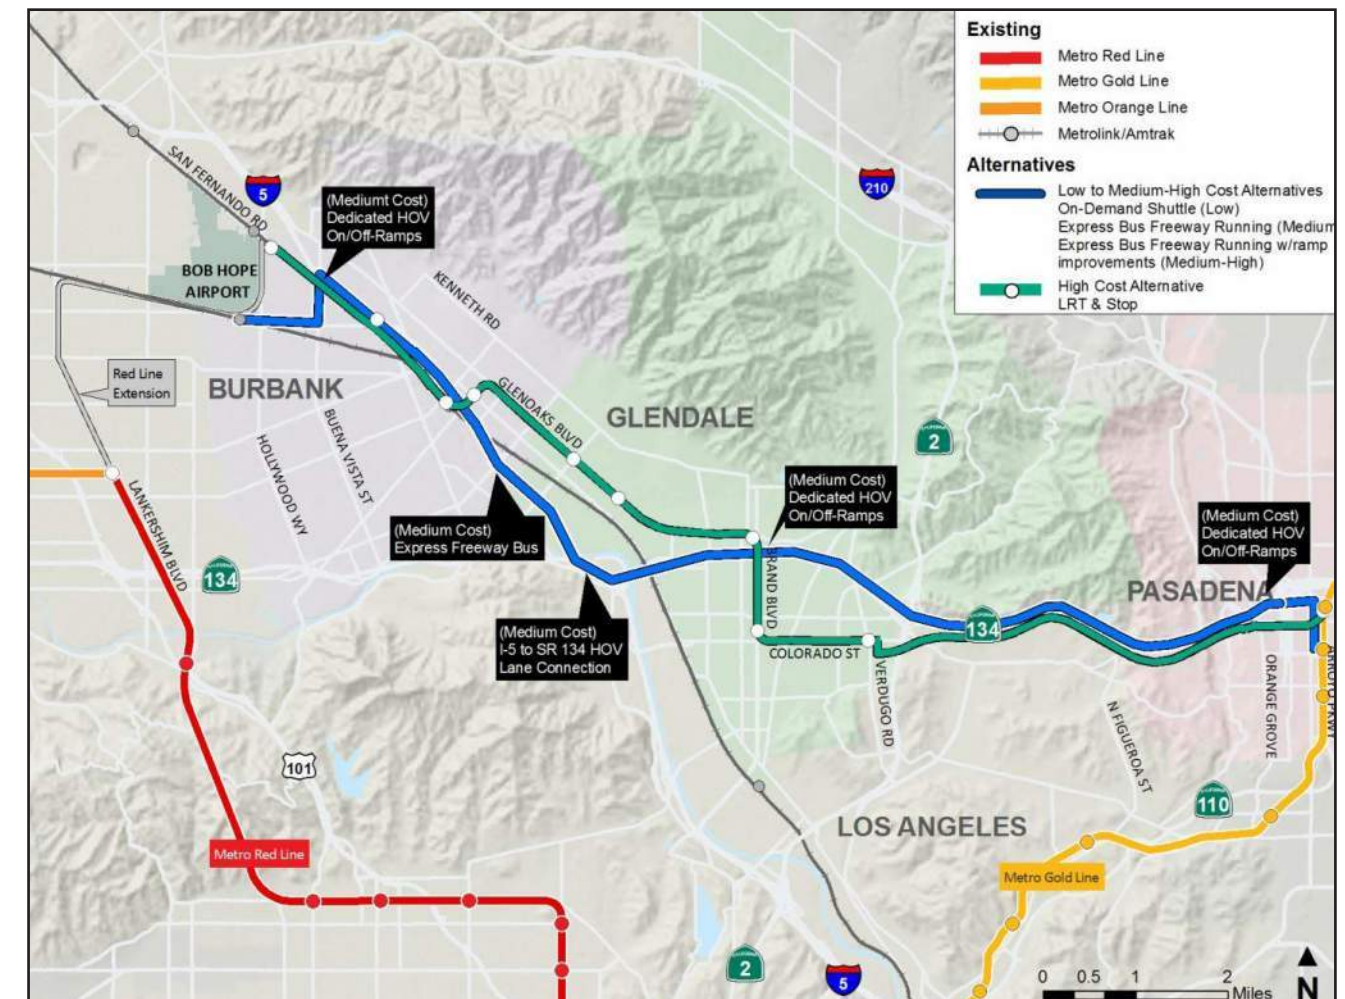 Existing
Metro Red Line
Metro Gold Line
Metro Orange Line
Metrolink/Amtrak
Alternatives
Low to Medium-High Cost Alternatives
On-Demand Shuttle (Low)
Express Bus Freeway Running (Medium
Express Bus Freeway Running w/ramp
improvements (Medium-High)
High Cost Alternative
LRT & Stop
SAN FERNANDO RD
5
210
(Mediumt Cost)
Dedicated HOV
On/Off-Ramps
BOB HOPE
AIRPORT
KENNETH RD
Red Line
Extension
BURBANK
GLENOAKS BLVD
GLENDALE
BUENA VISTA ST
HOLLYWOOD WY
2
LANKERSHIM BLVD
(Medium Cost)
Dedicated HOV
On/Off-Ramps
(Medium Cost)
Express Freeway Bus
(Medium Cost)
Dedicated HOV
On/Off-Ramps
134
BRAND BLVD
PASADENA
(Medium Cost)
I-5 to SR 134 HOV
Lane Connection
134
COLORADO ST
VERDUGO RD
ORANGE GROVE
ARROYO PKWY
N FIGUEROA ST
101
110
LOS ANGELES
Metro Red Line
Metro Gold Line
2
5
0 0.5 1 2
Miles
N